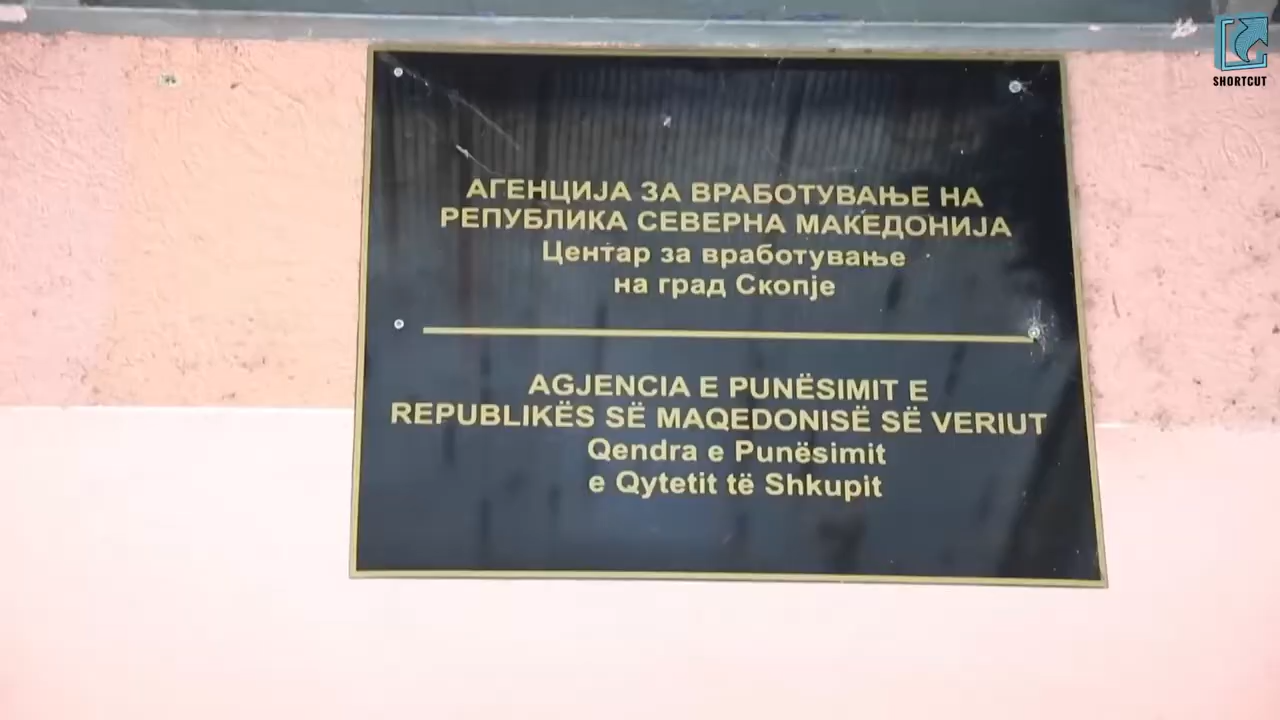 SHORTCUT
АГЕНЦИЈА ЗА ВРАБОТУВАЊЕ НА
РЕПУБЛИКА СЕВЕРНА МАКЕДОНИЈА
Центар за вработување
на град Скопје
AGJENCIA E PUNËSIMIT E
REPUBLIKËS SË MAQEDONISË SË VERIUT
Qendra e Punësimit
e Qytetit të Shkupit